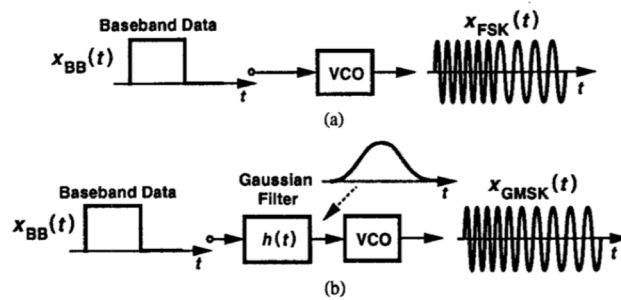 Baseband Data
x_BB(t)
t
VCO
x_FSK(t)
t
(a)
Baseband Data
x_BB(t)
t
Gaussian
Filter
h(t)
t
VCO
x_GMSK(t)
t
(b)